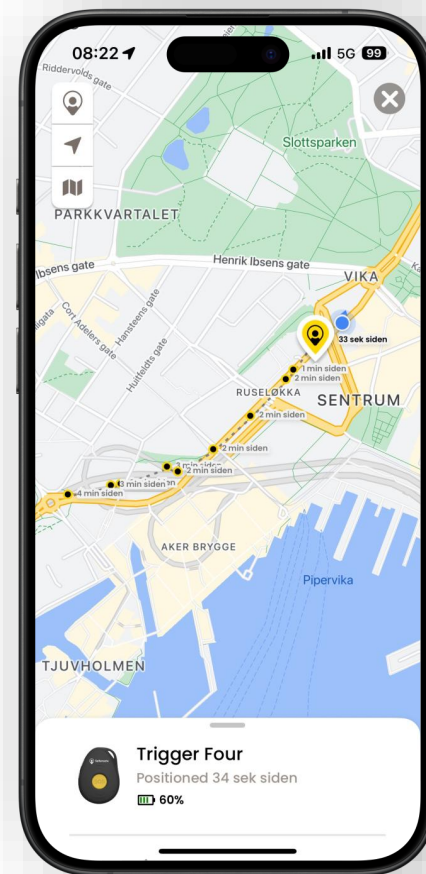 08:22
5G 99
Riddervolds gate
Slottsparken
PARKKVARTALET
Ibsens gate
Henrik Ibsens gate
VIKA
Cort Adelers gate
Hansteens gate
Huitfeldts gate
33 sek siden
1 min siden
2 min siden
RUSELØKKA
SENTRUM
2 min siden
2 min siden
2 min siden
3 min siden
4 min siden
AKER BRYGGE
Pipervika
TJUVHOLMEN
Trigger Four
Positioned 34 sek siden
60%